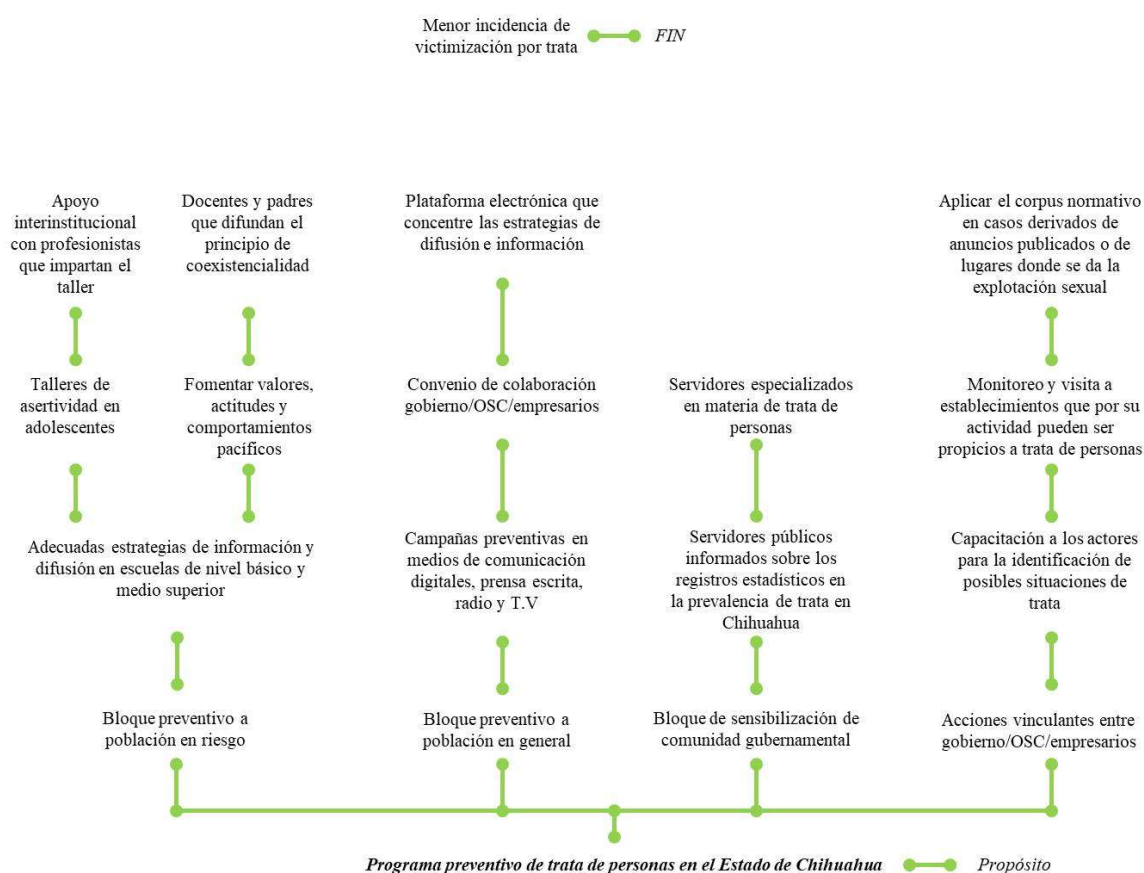 Menor incidencia de
victimización por trata
FIN
Apoyo
interinstitucional
con profesionistas
que impartan el
taller
Docentes y padres
que difundan el
principio de
coexistencialidad
Plataforma electrónica que
concentre las estrategias de
difusión e información
Aplicar el corpus normativo
en casos derivados de
anuncios publicados o de
lugares donde se da la
explotación sexual
Talleres de
asertividad en
adolescentes
Fomentar valores,
actitudes y
comportamientos
pacíficos
Convenio de colaboración
gobierno/OSC/empresarios
Servidores especializados
en materia de trata de
personas
Monitoreo y visita a
establecimientos que por su
actividad pueden ser
propicios a trata de personas
Adecuadas estrategias de información y
difusión en escuelas de nivel básico y
medio superior
Campañas preventivas en
medios de comunicación
digitales, prensa escrita,
radio y T.V
Servidores públicos
informados sobre los
registros estadísticos en
la prevalencia de trata en
Chihuahua
Capacitación a los actores
para la identificación de
posibles situaciones de
trata
Bloque preventivo a
población en riesgo
Bloque preventivo a
población en general
Bloque de sensibilización de
comunidad gubernamental
Acciones vinculantes entre
gobierno/OSC/empresarios
Programa preventivo de trata de personas en el Estado de Chihuahua
Propósito